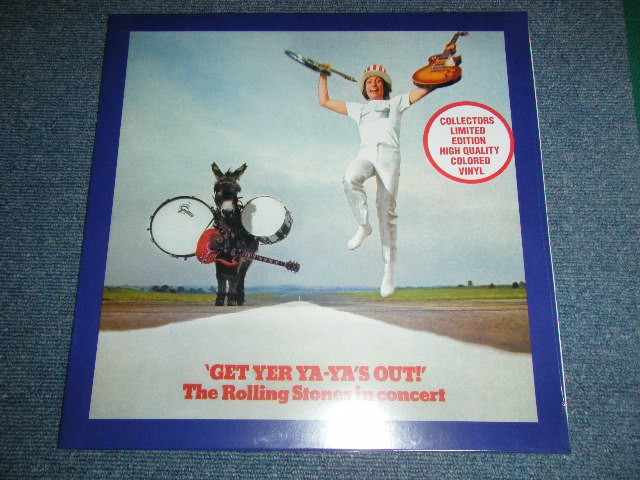 COLLECTORS
LIMITED
EDITION
HIGH QUALITY
COLORED
VINYL
'GET YER YA-YA'S OUT!'
The Rolling Stones in concert